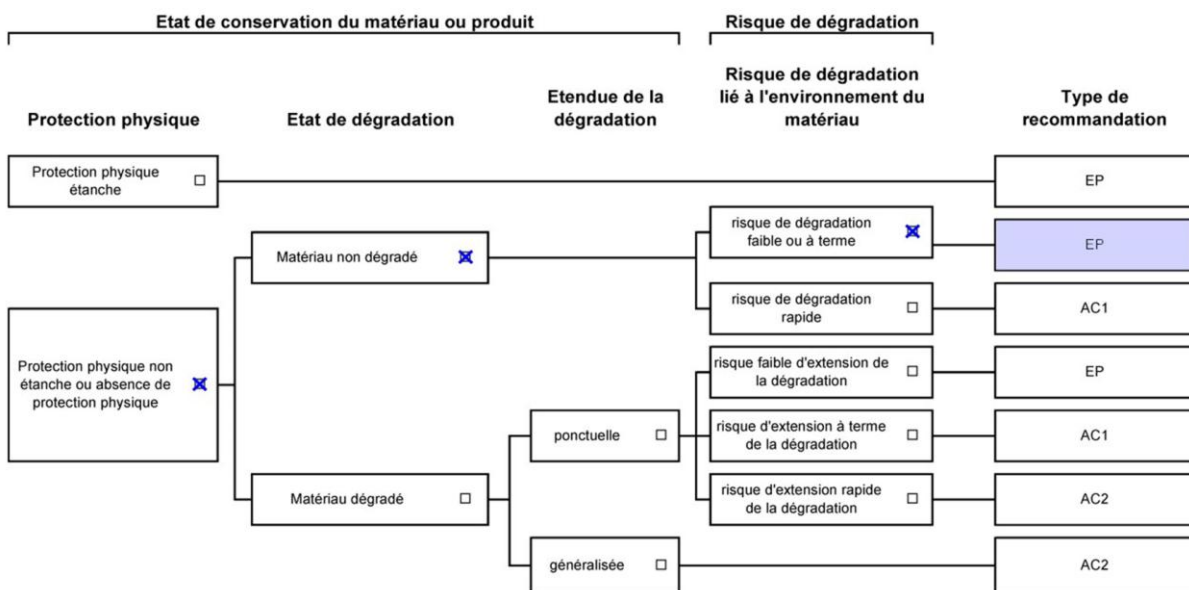 Etat de conservation du matériau ou produit
Risque de dégradation
Protection physique
Etat de dégradation
Etendue de la
dégradation
Risque de dégradation
lié à l'environnement du
matériau
Type de
recommandation
Protection physique
étanche
EP
Protection physique non
étanche ou absence de
protection physique
Matériau non dégradé
risque de dégradation
faible ou à terme
EP
risque de dégradation
rapide
AC1
Matériau dégradé
ponctuelle
risque faible d'extension de
la dégradation
EP
risque d'extension à terme
de la dégradation
AC1
risque d'extension rapide
de la dégradation
AC2
généralisée
AC2